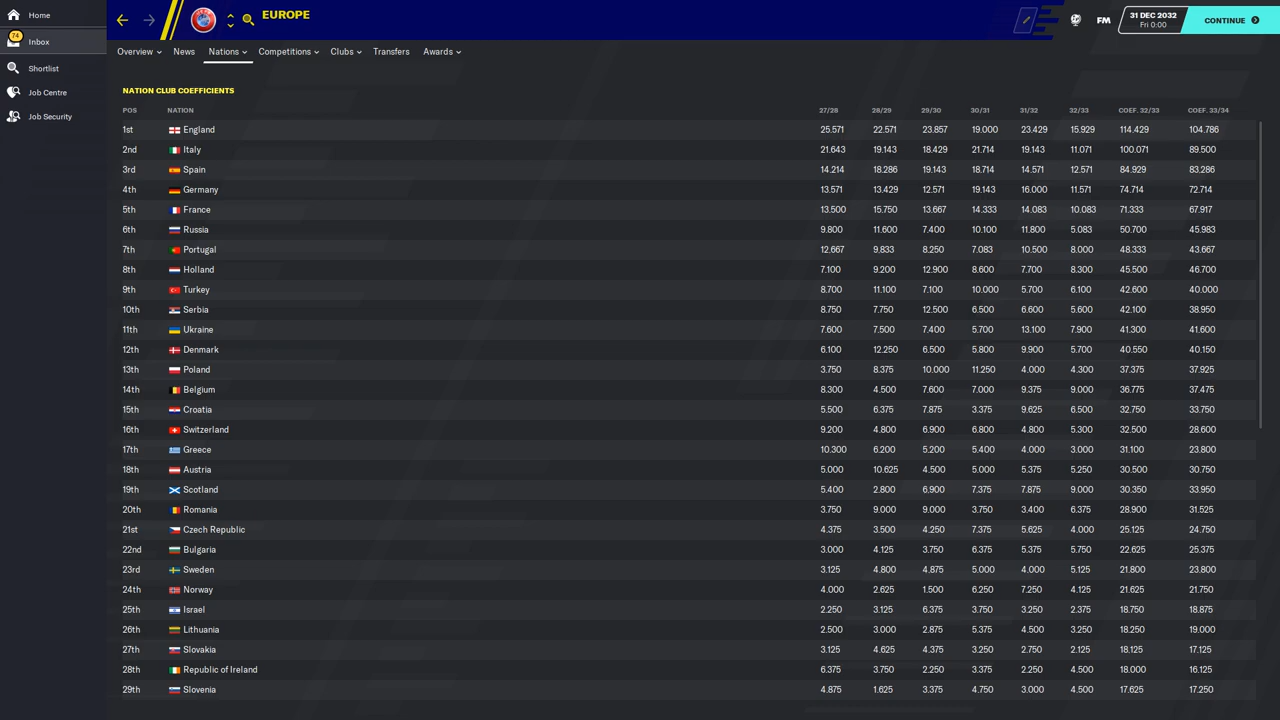 Home
74
Inbox
Shortlist
Job Centre
Job Security
EUROPE
FM
31 DEC 2032
Fri 0:00
CONTINUE
Overview News Nations Competitions Clubs Transfers Awards
NATION CLUB COEFFICIENTS
POS NATION 27/28 28/29 29/30 30/31 31/32 32/33 COEF. 32/33 COEF. 33/34
1st England 25.571 22.571 23.857 19.000 23.429 15.929 114.429 104.786
2nd Italy 21.643 19.143 18.429 21.714 19.143 11.071 100.071 89.500
3rd Spain 14.214 18.286 19.143 18.714 14.571 12.571 84.929 83.286
4th Germany 13.571 13.429 12.571 19.143 16.000 11.571 74.714 72.714
5th France 13.500 15.750 13.667 14.333 14.083 10.083 71.333 67.917
6th Russia 9.800 11.600 7.400 10.100 11.800 5.083 50.700 45.983
7th Portugal 12.667 9.833 8.250 7.083 10.500 8.000 48.333 43.667
8th Holland 7.100 9.200 12.900 8.600 7.700 8.300 45.500 46.700
9th Turkey 8.700 11.100 7.100 10.000 5.700 6.100 42.600 40.000
10th Serbia 8.750 7.750 12.500 6.500 6.600 5.600 42.100 38.950
11th Ukraine 7.600 7.500 7.400 5.700 13.100 7.900 41.300 41.600
12th Denmark 6.100 12.250 6.500 5.800 9.900 5.700 40.550 40.150
13th Poland 3.750 8.375 10.000 11.250 4.000 4.300 37.375 37.925
14th Belgium 8.300 4.500 7.600 7.000 9.375 9.000 36.775 37.475
15th Croatia 5.500 6.375 7.875 3.375 9.625 6.500 32.750 33.750
16th Switzerland 9.200 4.800 6.900 6.800 4.800 5.300 32.500 28.600
17th Greece 10.300 6.200 5.200 5.400 4.000 3.000 31.100 23.800
18th Austria 5.000 10.625 4.500 5.000 5.375 5.250 30.500 30.750
19th Scotland 5.400 2.800 6.900 7.375 7.875 9.000 30.350 33.950
20th Romania 3.750 9.000 9.000 3.750 3.400 6.375 28.900 31.525
21st Czech Republic 4.375 3.500 4.250 7.375 5.625 4.000 25.125 24.750
22nd Bulgaria 3.000 4.125 3.750 6.375 5.375 5.750 22.625 25.375
23rd Sweden 3.125 4.800 4.875 5.000 4.000 5.125 21.800 23.800
24th Norway 4.000 2.625 1.500 6.250 7.250 4.125 21.625 21.750
25th Israel 2.250 3.125 6.375 3.750 3.250 2.375 18.750 18.875
26th Lithuania 2.500 3.000 2.875 5.375 4.500 3.250 18.250 19.000
27th Slovakia 3.125 4.625 4.375 3.250 2.750 2.125 18.125 17.125
28th Republic of Ireland 6.375 3.750 2.250 3.375 2.250 4.500 18.000 16.125
29th Slovenia 4.875 1.625 3.375 4.750 3.000 4.500 17.625 17.250